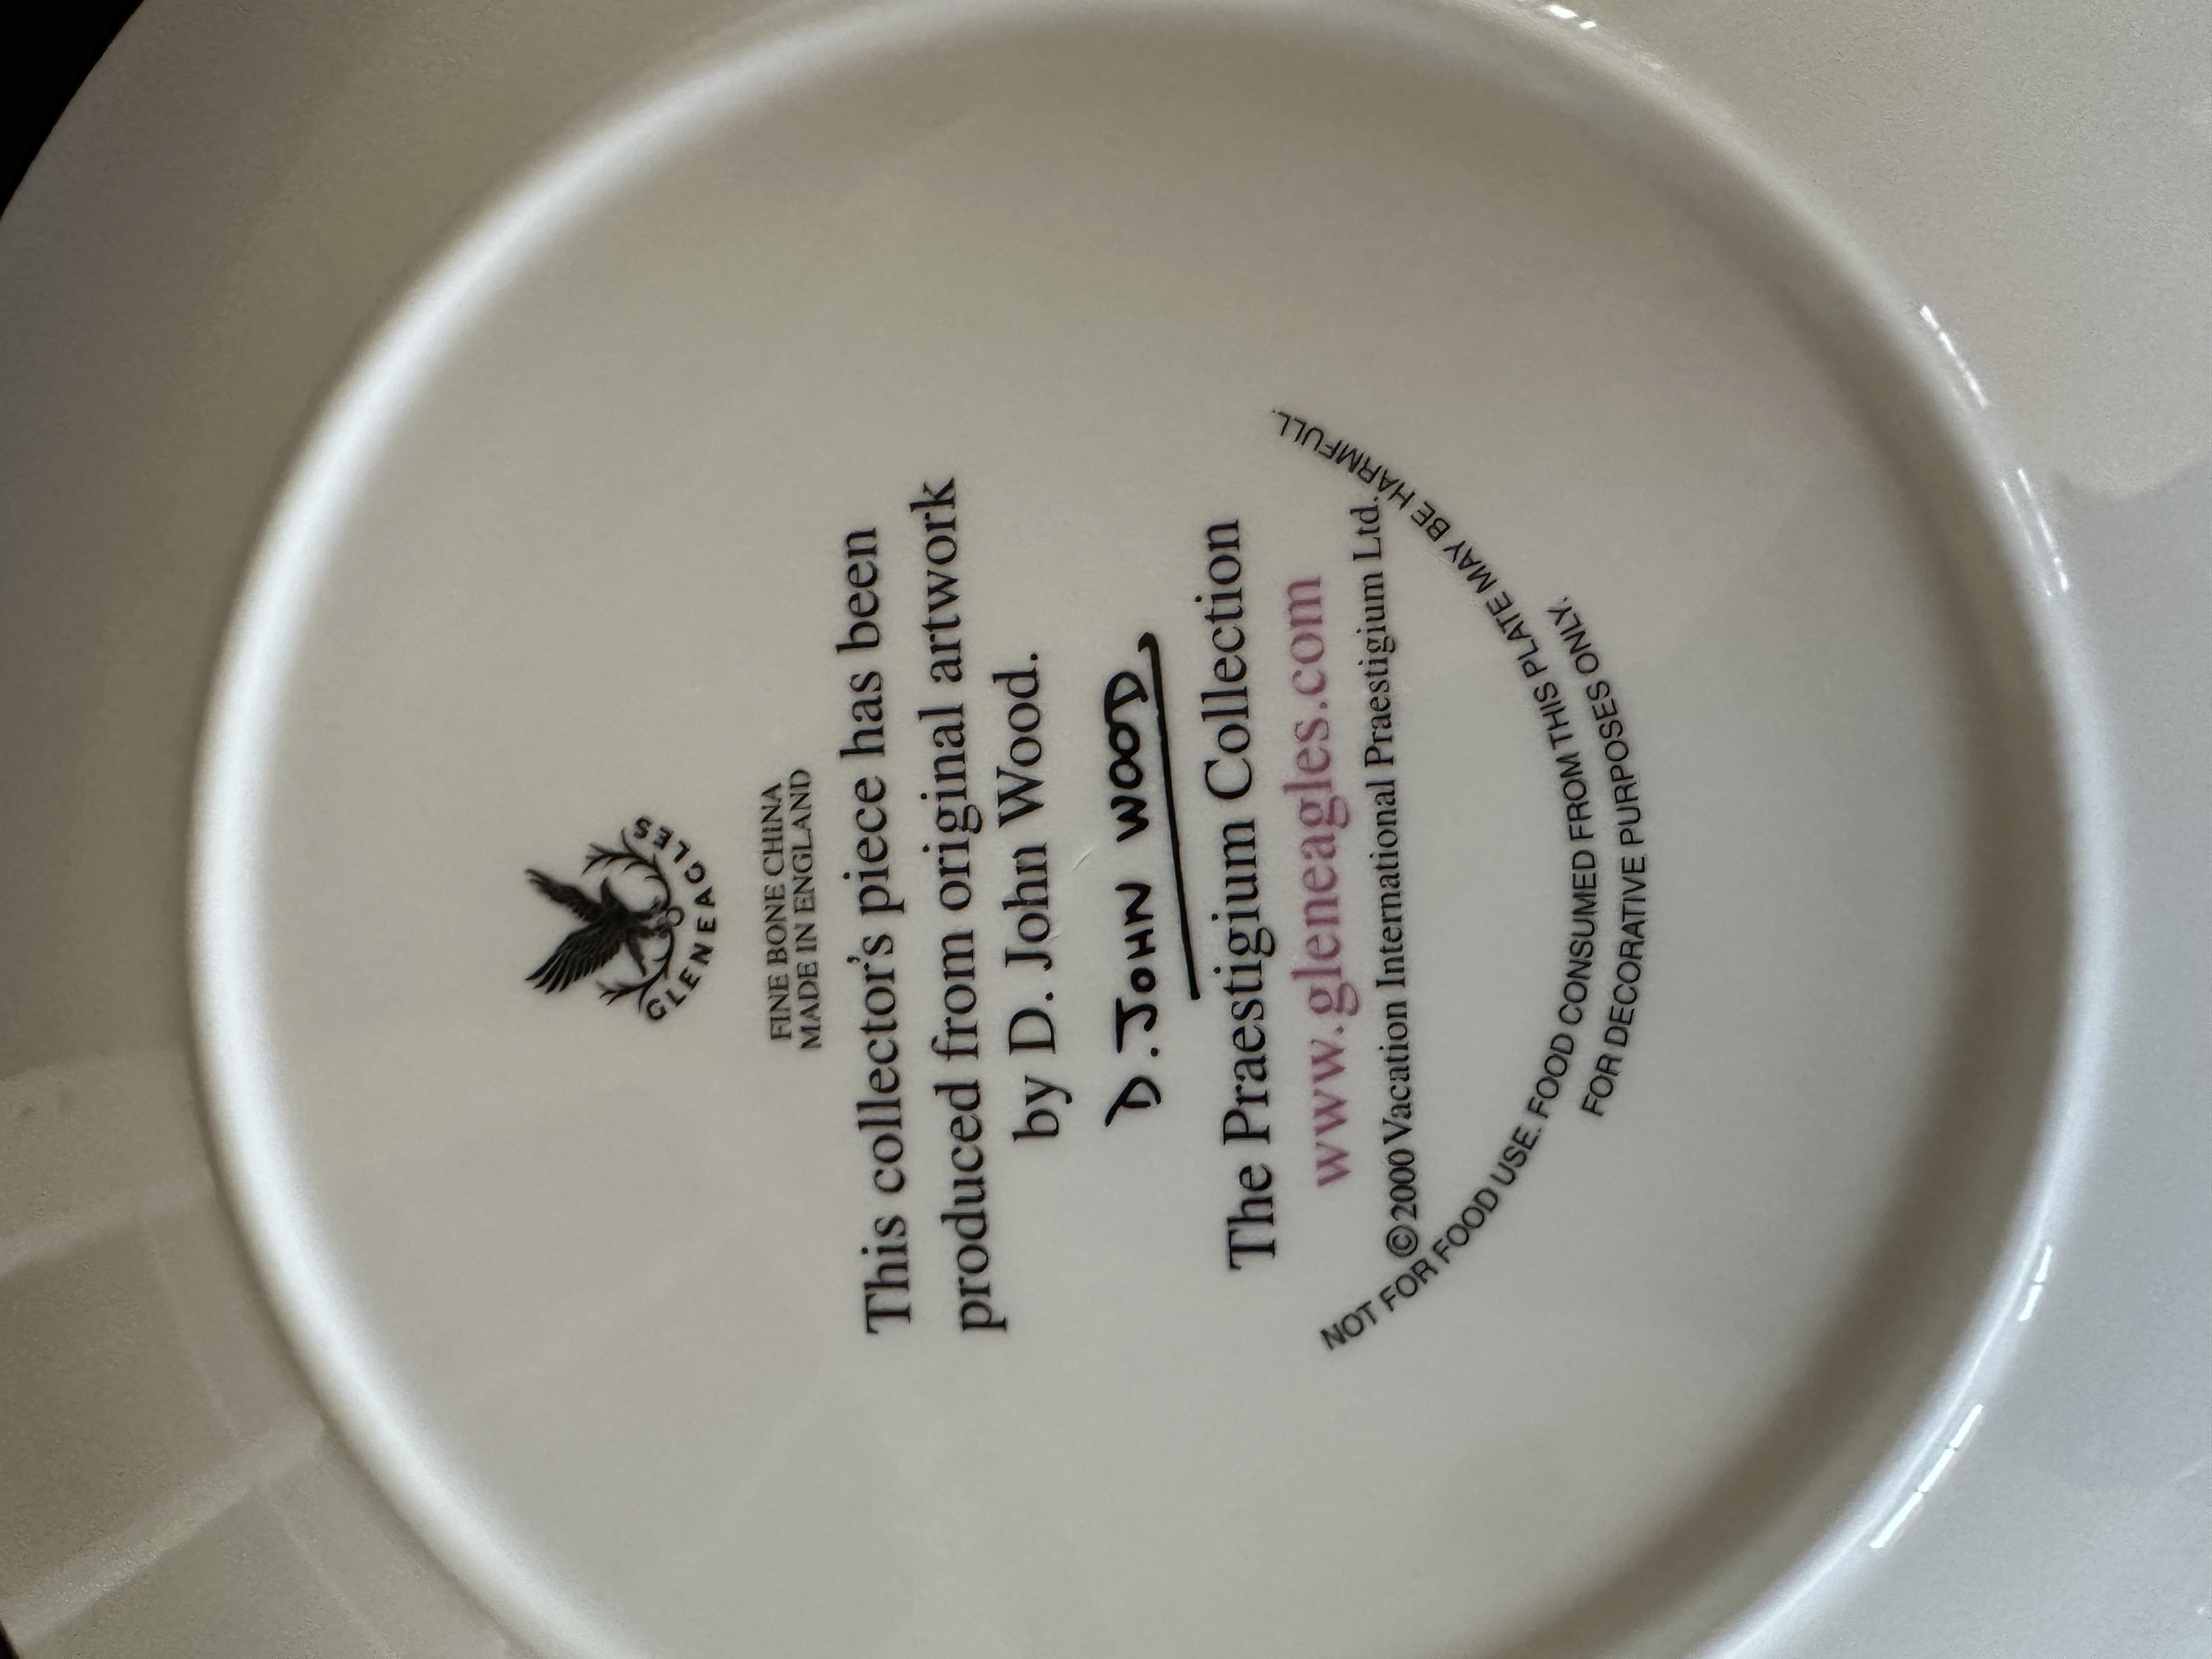 GLENEAGLES
FINE BONE CHINA
MADE IN ENGLAND
This collector's piece has been
produced from original artwork
by D. John Wood.
D. JOHN WOOD
The Praestigium Collection
www.gleneagles.com
©2000 Vacation International Praestigium Ltd.
NOT FOR FOOD USE. FOOD CONSUMED FROM THIS PLATE MAY BE HARMFULL.
FOR DECORATIVE PURPOSES ONLY.